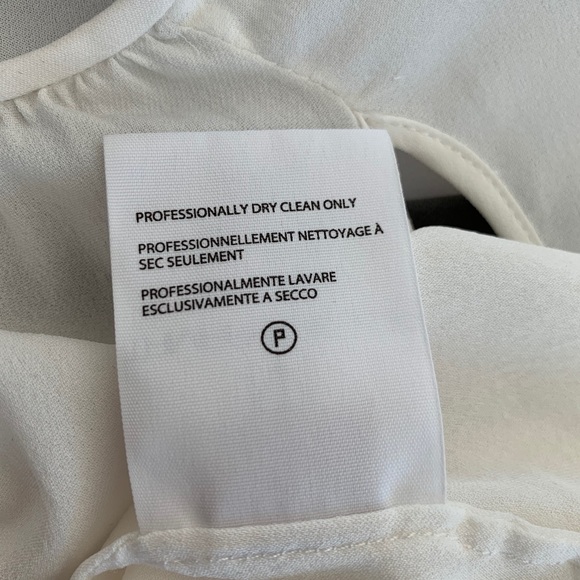 PROFESSIONALLY DRY CLEAN ONLY
PROFESSIONNELLEMENT NETTOYAGE À
SEC SEULEMENT
PROFESSIONALMENTE LAVARE
ESCLUSIVAMENTE A SECCO
P